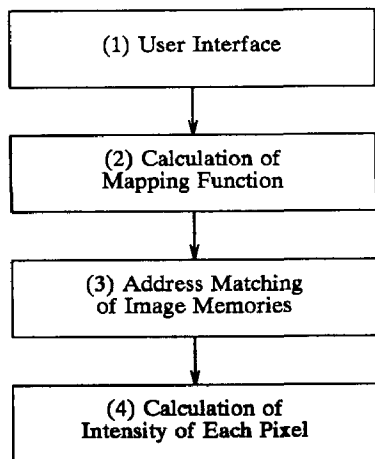 (1) User Interface
(2) Calculation of
Mapping Function
(3) Address Matching
of Image Memories
(4) Calculation of
Intensity of Each Pixel